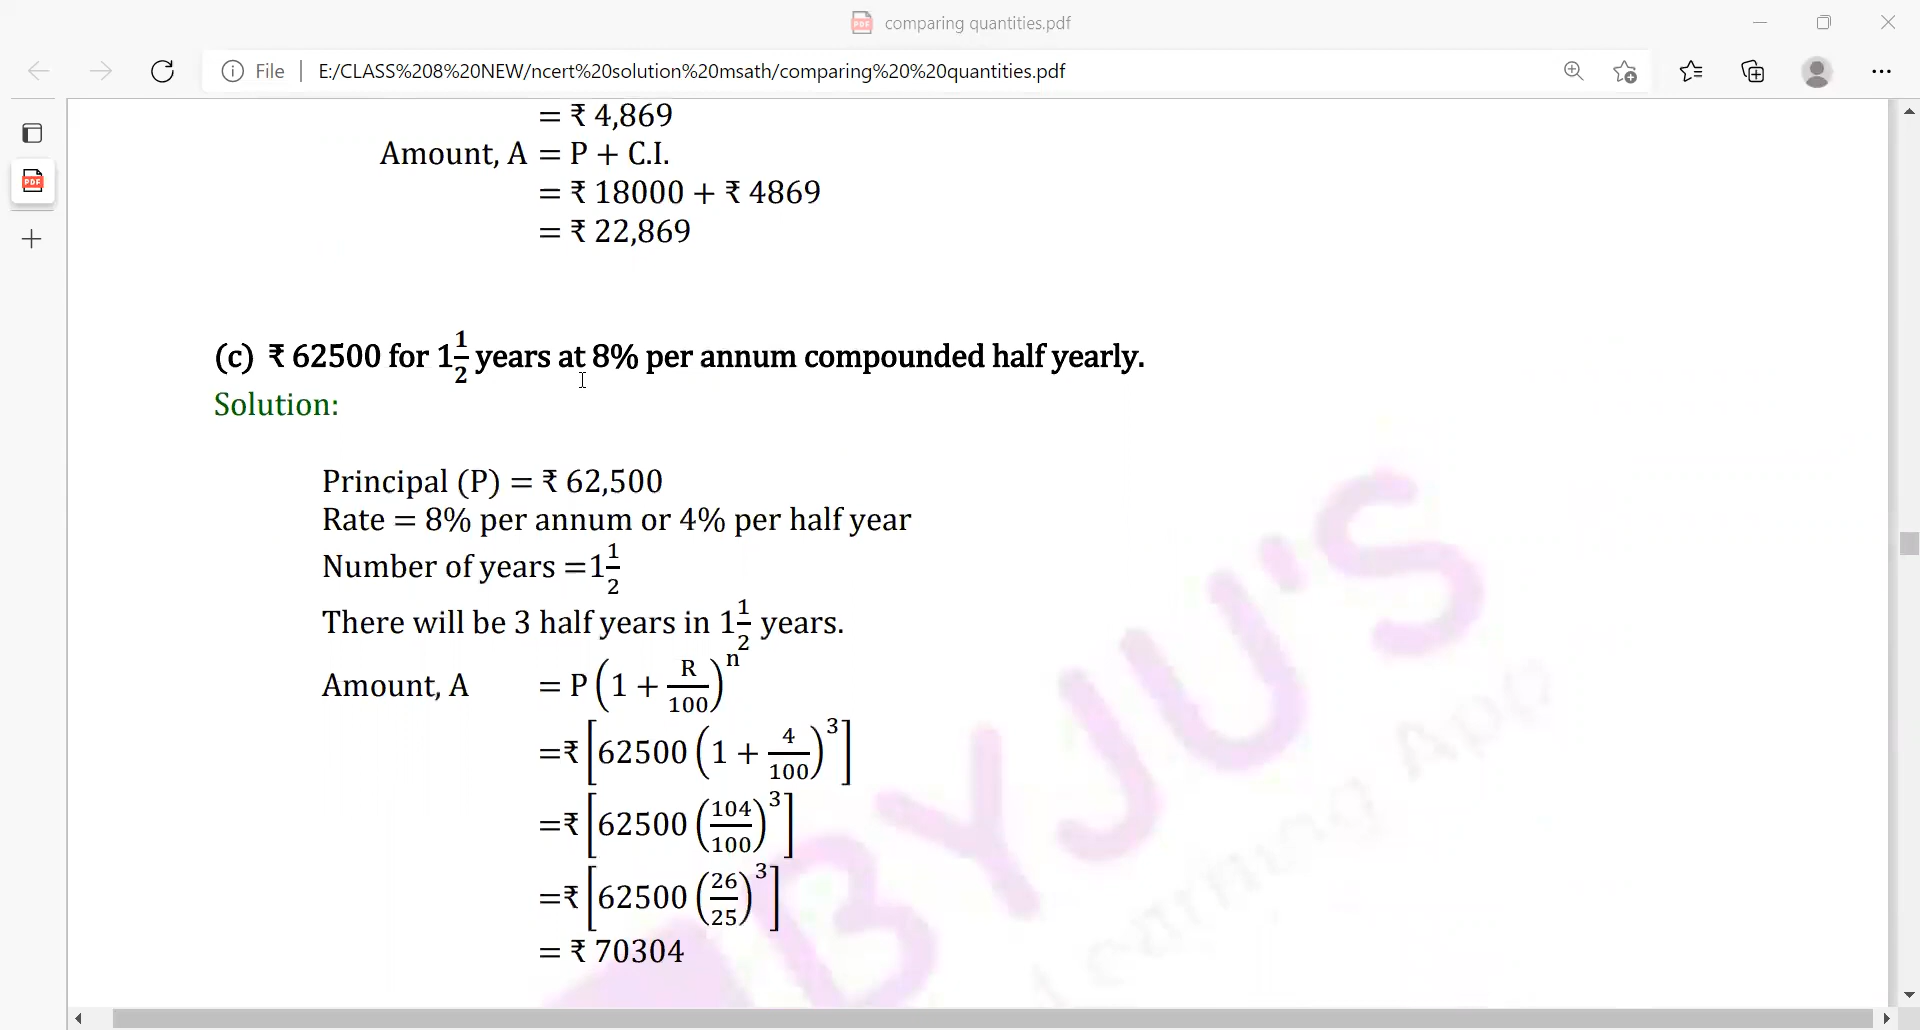 comparing quantities.pdf
File | E:/CLASS%208%20NEW/ncert%20solution%20msath/comparing%20%20quantities.pdf
= ₹ 4,869
Amount, A = P + C.I.
= ₹ 18000 + ₹ 4869
= ₹ 22,869
(c) ₹ 62500 for 1 1/2 years at 8% per annum compounded half yearly.
Solution:
Principal (P) = ₹ 62,500
Rate = 8% per annum or 4% per half year
Number of years =1 1/2
There will be 3 half years in 1 1/2 years.
Amount, A = P(1 + R/100)^n
=₹ [62500 (1 + 4/100)^3]
=₹ [62500 (104/100)^3]
=₹ [62500 (26/25)^3]
= ₹ 70304
BYJU'S
Learning App